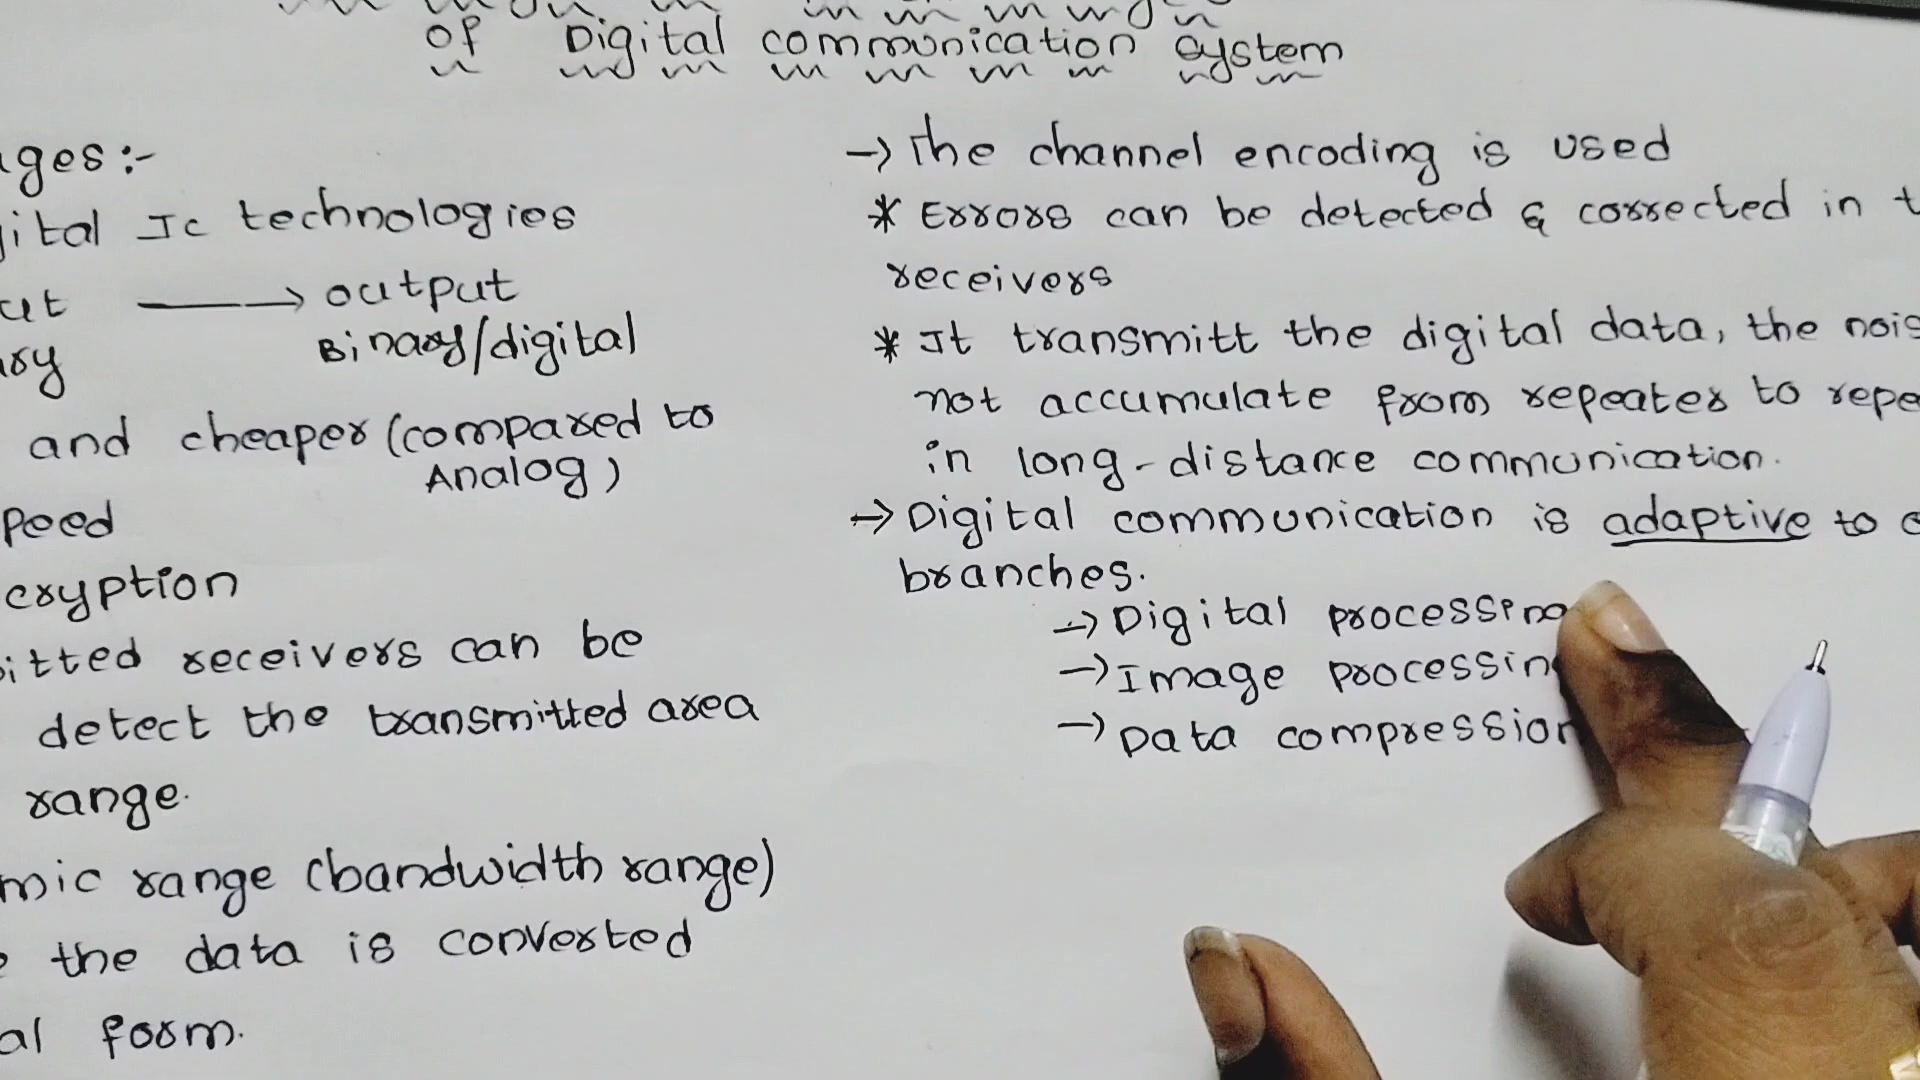 of Digital communication system
ages:-
gital Ic technologies
ut ——→ output
ary Binary/digital
and cheaper (compared to
Analog)
peed
cryption
itted receivers can be
detect the transmitted area
range.
mic range (bandwidth range)
e the data is converted
al form.
→ The channel encoding is used
* Errors can be detected & corrected in t
receivers
* It transmitt the digital data, the nois
not accumulate from repeater to repe
in long-distance communication.
→ Digital communication is adaptive to o
branches.
→ Digital processing
→ Image processin
→ Data compression